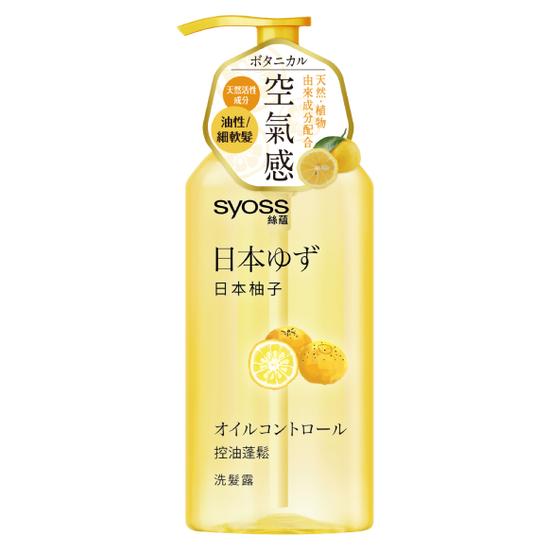 ボタニカル
天然活性
成分
油性/
細軟髮
空氣感
天然·植物
由來成分配合
syoss
絲蘊
日本ゆず
日本柚子
オイルコントロール
控油蓬鬆
洗髮露